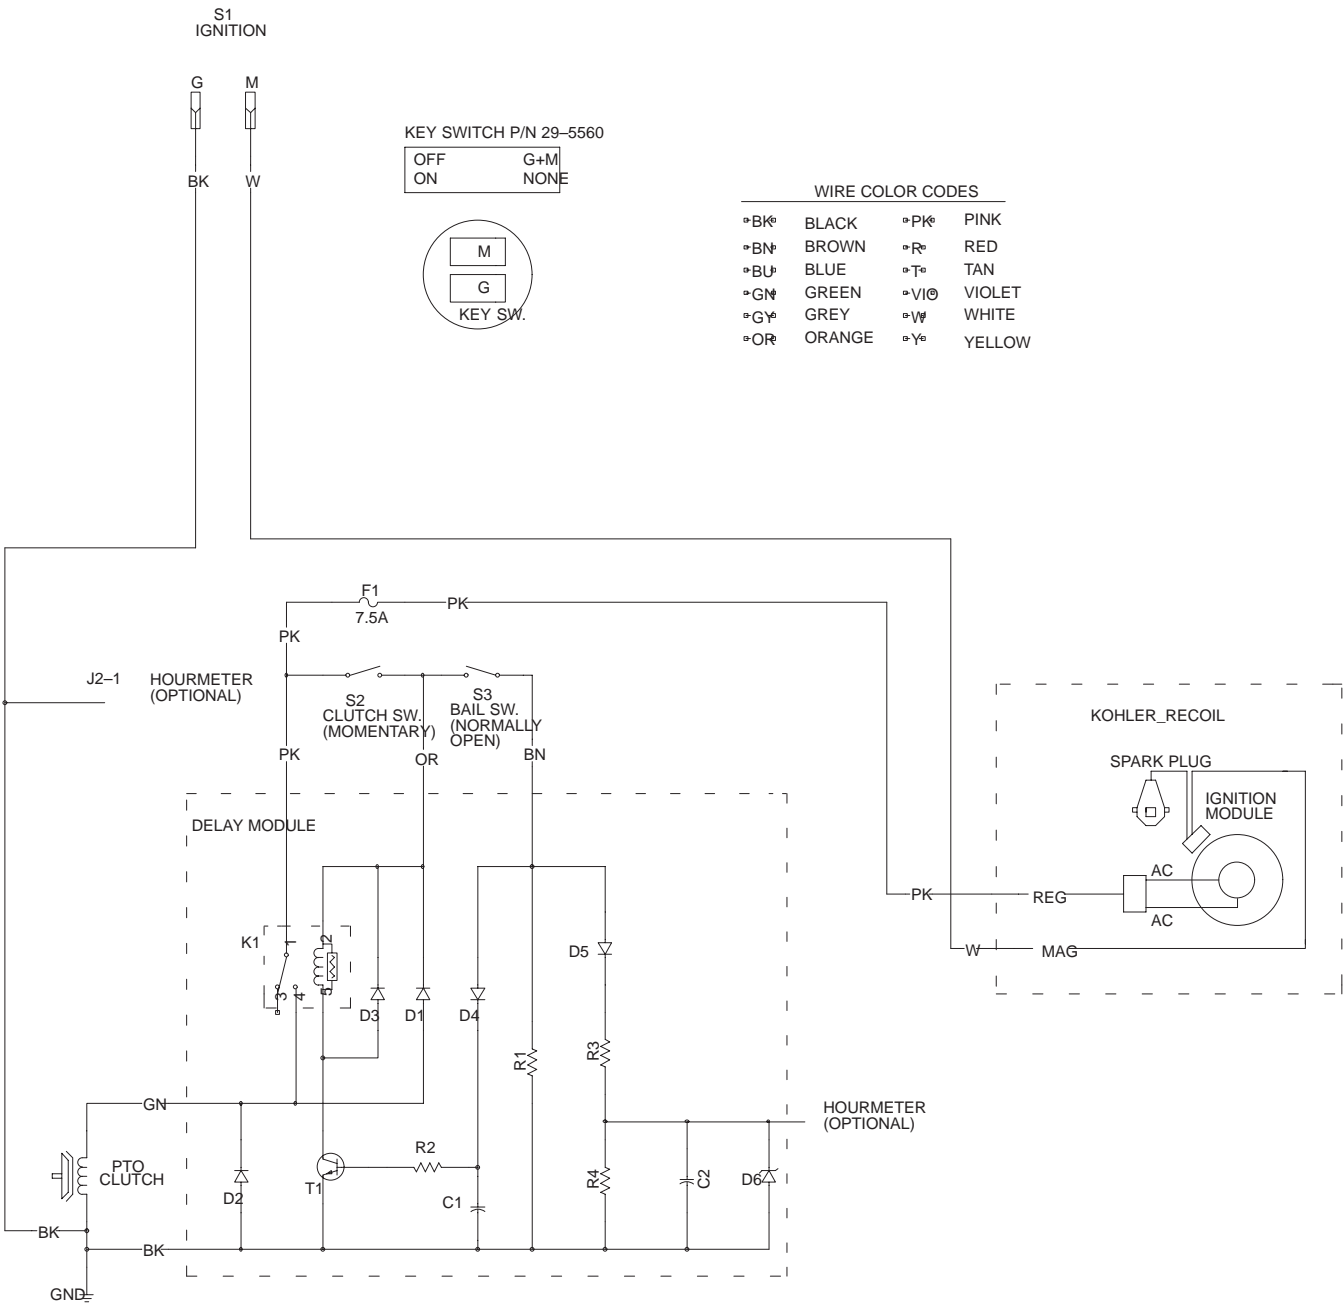 S1
IGNITION
G M
BK W
KEY SWITCH P/N 29–5560
OFF G+M
ON NONE
M
G
KEY SW.
WIRE COLOR CODES
BK BLACK PK PINK
BN BROWN R RED
BU BLUE T TAN
GN GREEN VIO VIOLET
GY GREY W WHITE
OR ORANGE Y YELLOW
F1
7.5A
PK
PK
J2–1
HOURMETER
(OPTIONAL)
S2
CLUTCH SW.
(MOMENTARY)
S3
BAIL SW.
(NORMALLY
OPEN)
PK
OR
BN
KOHLER_RECOIL
SPARK PLUG
IGNITION
MODULE
AC
AC
PK
REG
W
MAG
DELAY MODULE
K1
1
2
3
4
5
D3
D1
D4
D5
R1
R3
GN
HOURMETER
(OPTIONAL)
PTO
CLUTCH
D2
T1
R2
C1
R4
C2
D6
BK
BK
GND